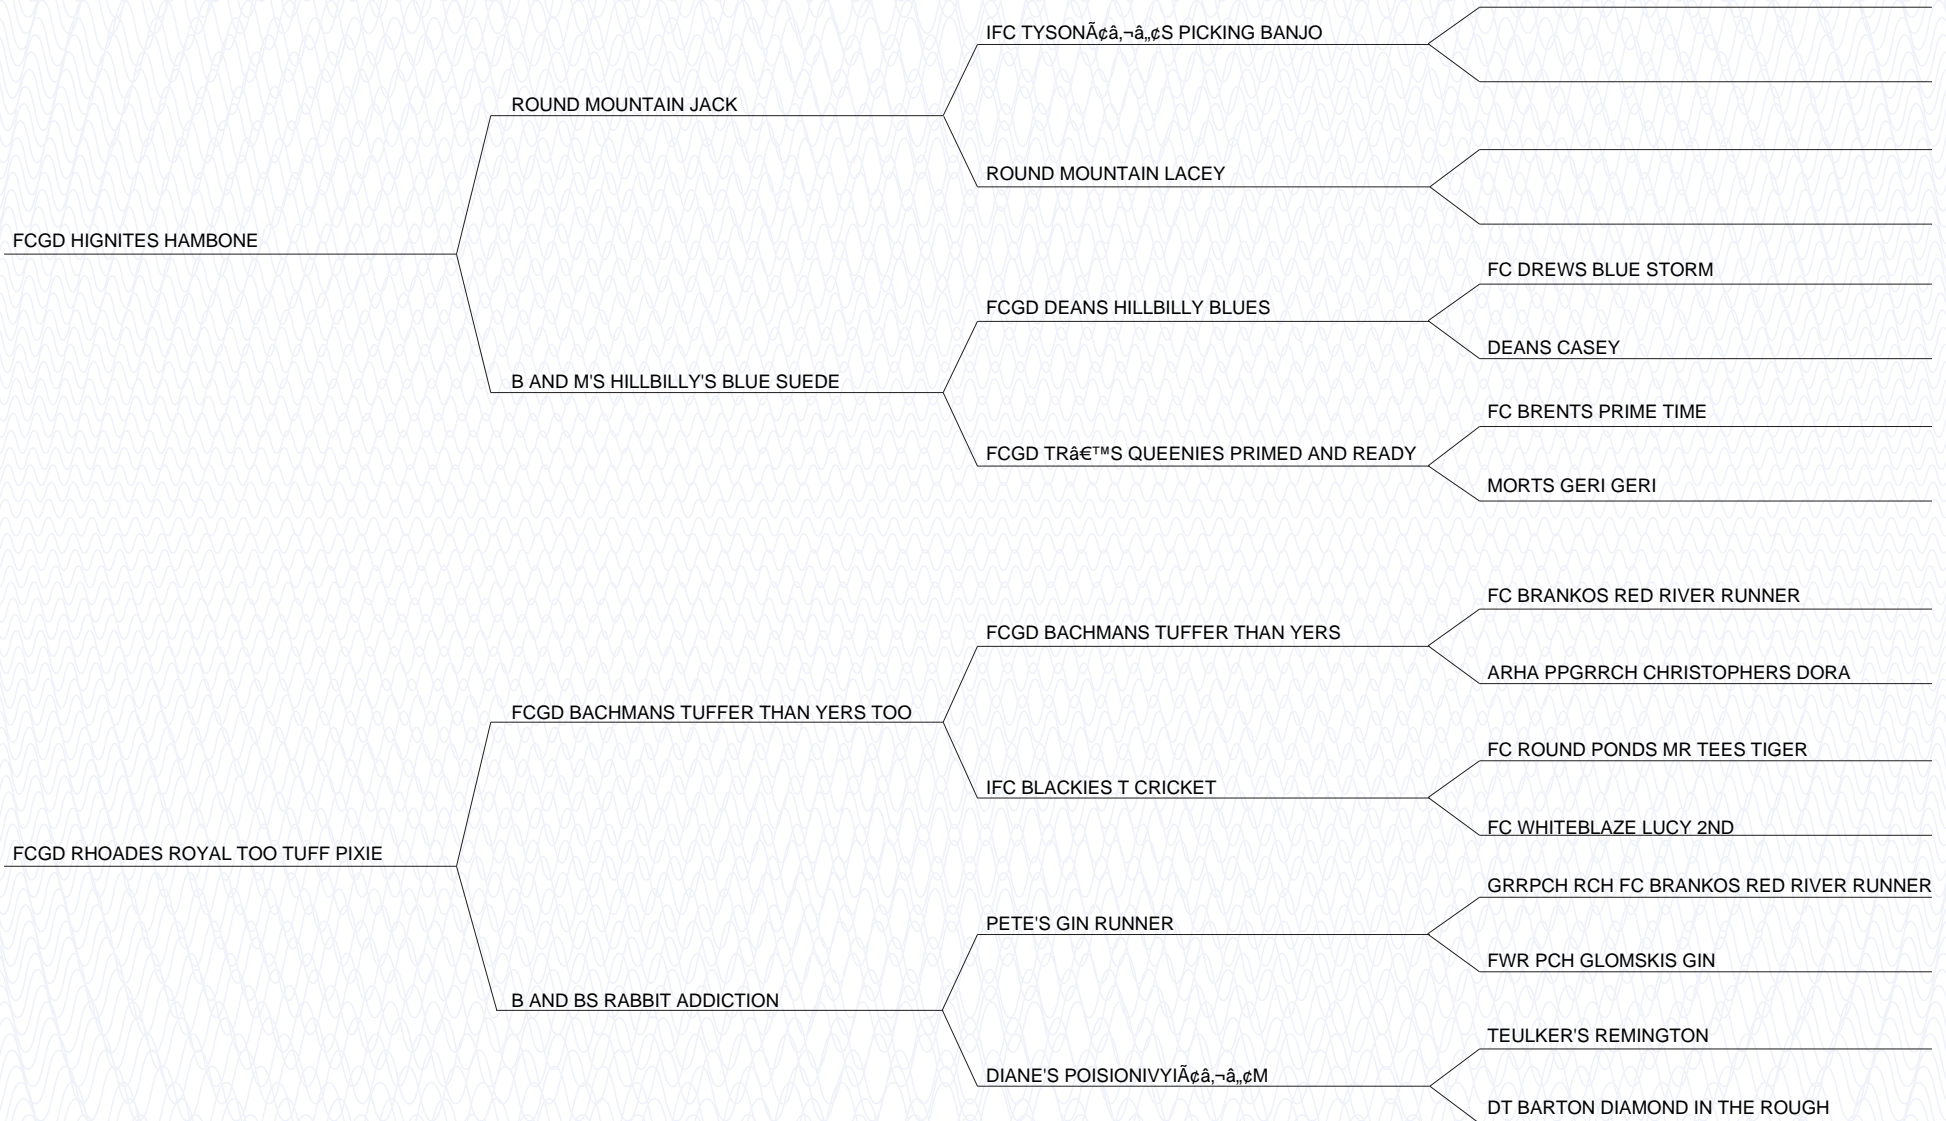 IFC TYSONÃ¢â‚¬â„¢S PICKING BANJO
ROUND MOUNTAIN JACK
ROUND MOUNTAIN LACEY
FCGD HIGNITES HAMBONE
FC DREWS BLUE STORM
FCGD DEANS HILLBILLY BLUES
DEANS CASEY
B AND M'S HILLBILLY'S BLUE SUEDE
FC BRENTS PRIME TIME
FCGD TRâ€™S QUEENIES PRIMED AND READY
MORTS GERI GERI
FC BRANKOS RED RIVER RUNNER
FCGD BACHMANS TUFFER THAN YERS
ARHA PPGRRCH CHRISTOPHERS DORA
FCGD BACHMANS TUFFER THAN YERS TOO
FC ROUND PONDS MR TEES TIGER
IFC BLACKIES T CRICKET
FC WHITEBLAZE LUCY 2ND
FCGD RHOADES ROYAL TOO TUFF PIXIE
GRRPCH RCH FC BRANKOS RED RIVER RUNNER
PETE'S GIN RUNNER
FWR PCH GLOMSKIS GIN
B AND BS RABBIT ADDICTION
TEULKER'S REMINGTON
DIANE'S POISIONIVYIÃ¢â‚¬â„¢M
DT BARTON DIAMOND IN THE ROUGH